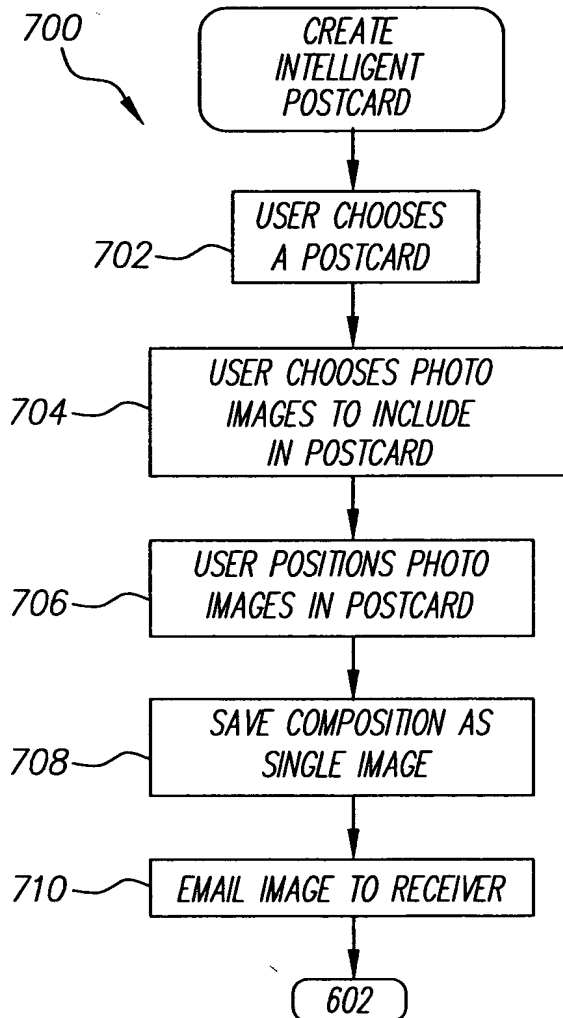 700
CREATE
INTELLIGENT
POSTCARD
USER CHOOSES
A POSTCARD
702
USER CHOOSES PHOTO
IMAGES TO INCLUDE
IN POSTCARD
704
USER POSITIONS PHOTO
IMAGES IN POSTCARD
706
SAVE COMPOSITION AS
SINGLE IMAGE
708
EMAIL IMAGE TO RECEIVER
710
602